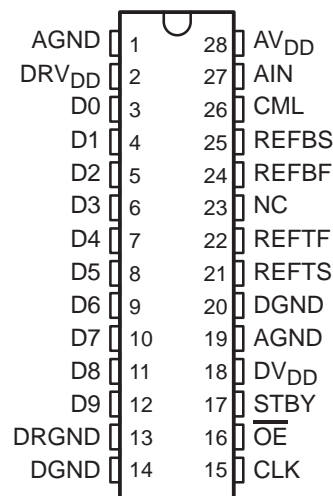 AGND 1 28 AVDD
DRVDD 2 27 AIN
D0 3 26 CML
D1 4 25 REFBS
D2 5 24 REFBF
D3 6 23 NC
D4 7 22 REFTF
D5 8 21 REFTS
D6 9 20 DGND
D7 10 19 AGND
D8 11 18 DVDD
D9 12 17 STBY
DRGND 13 16 O̅E̅
DGND 14 15 CLK